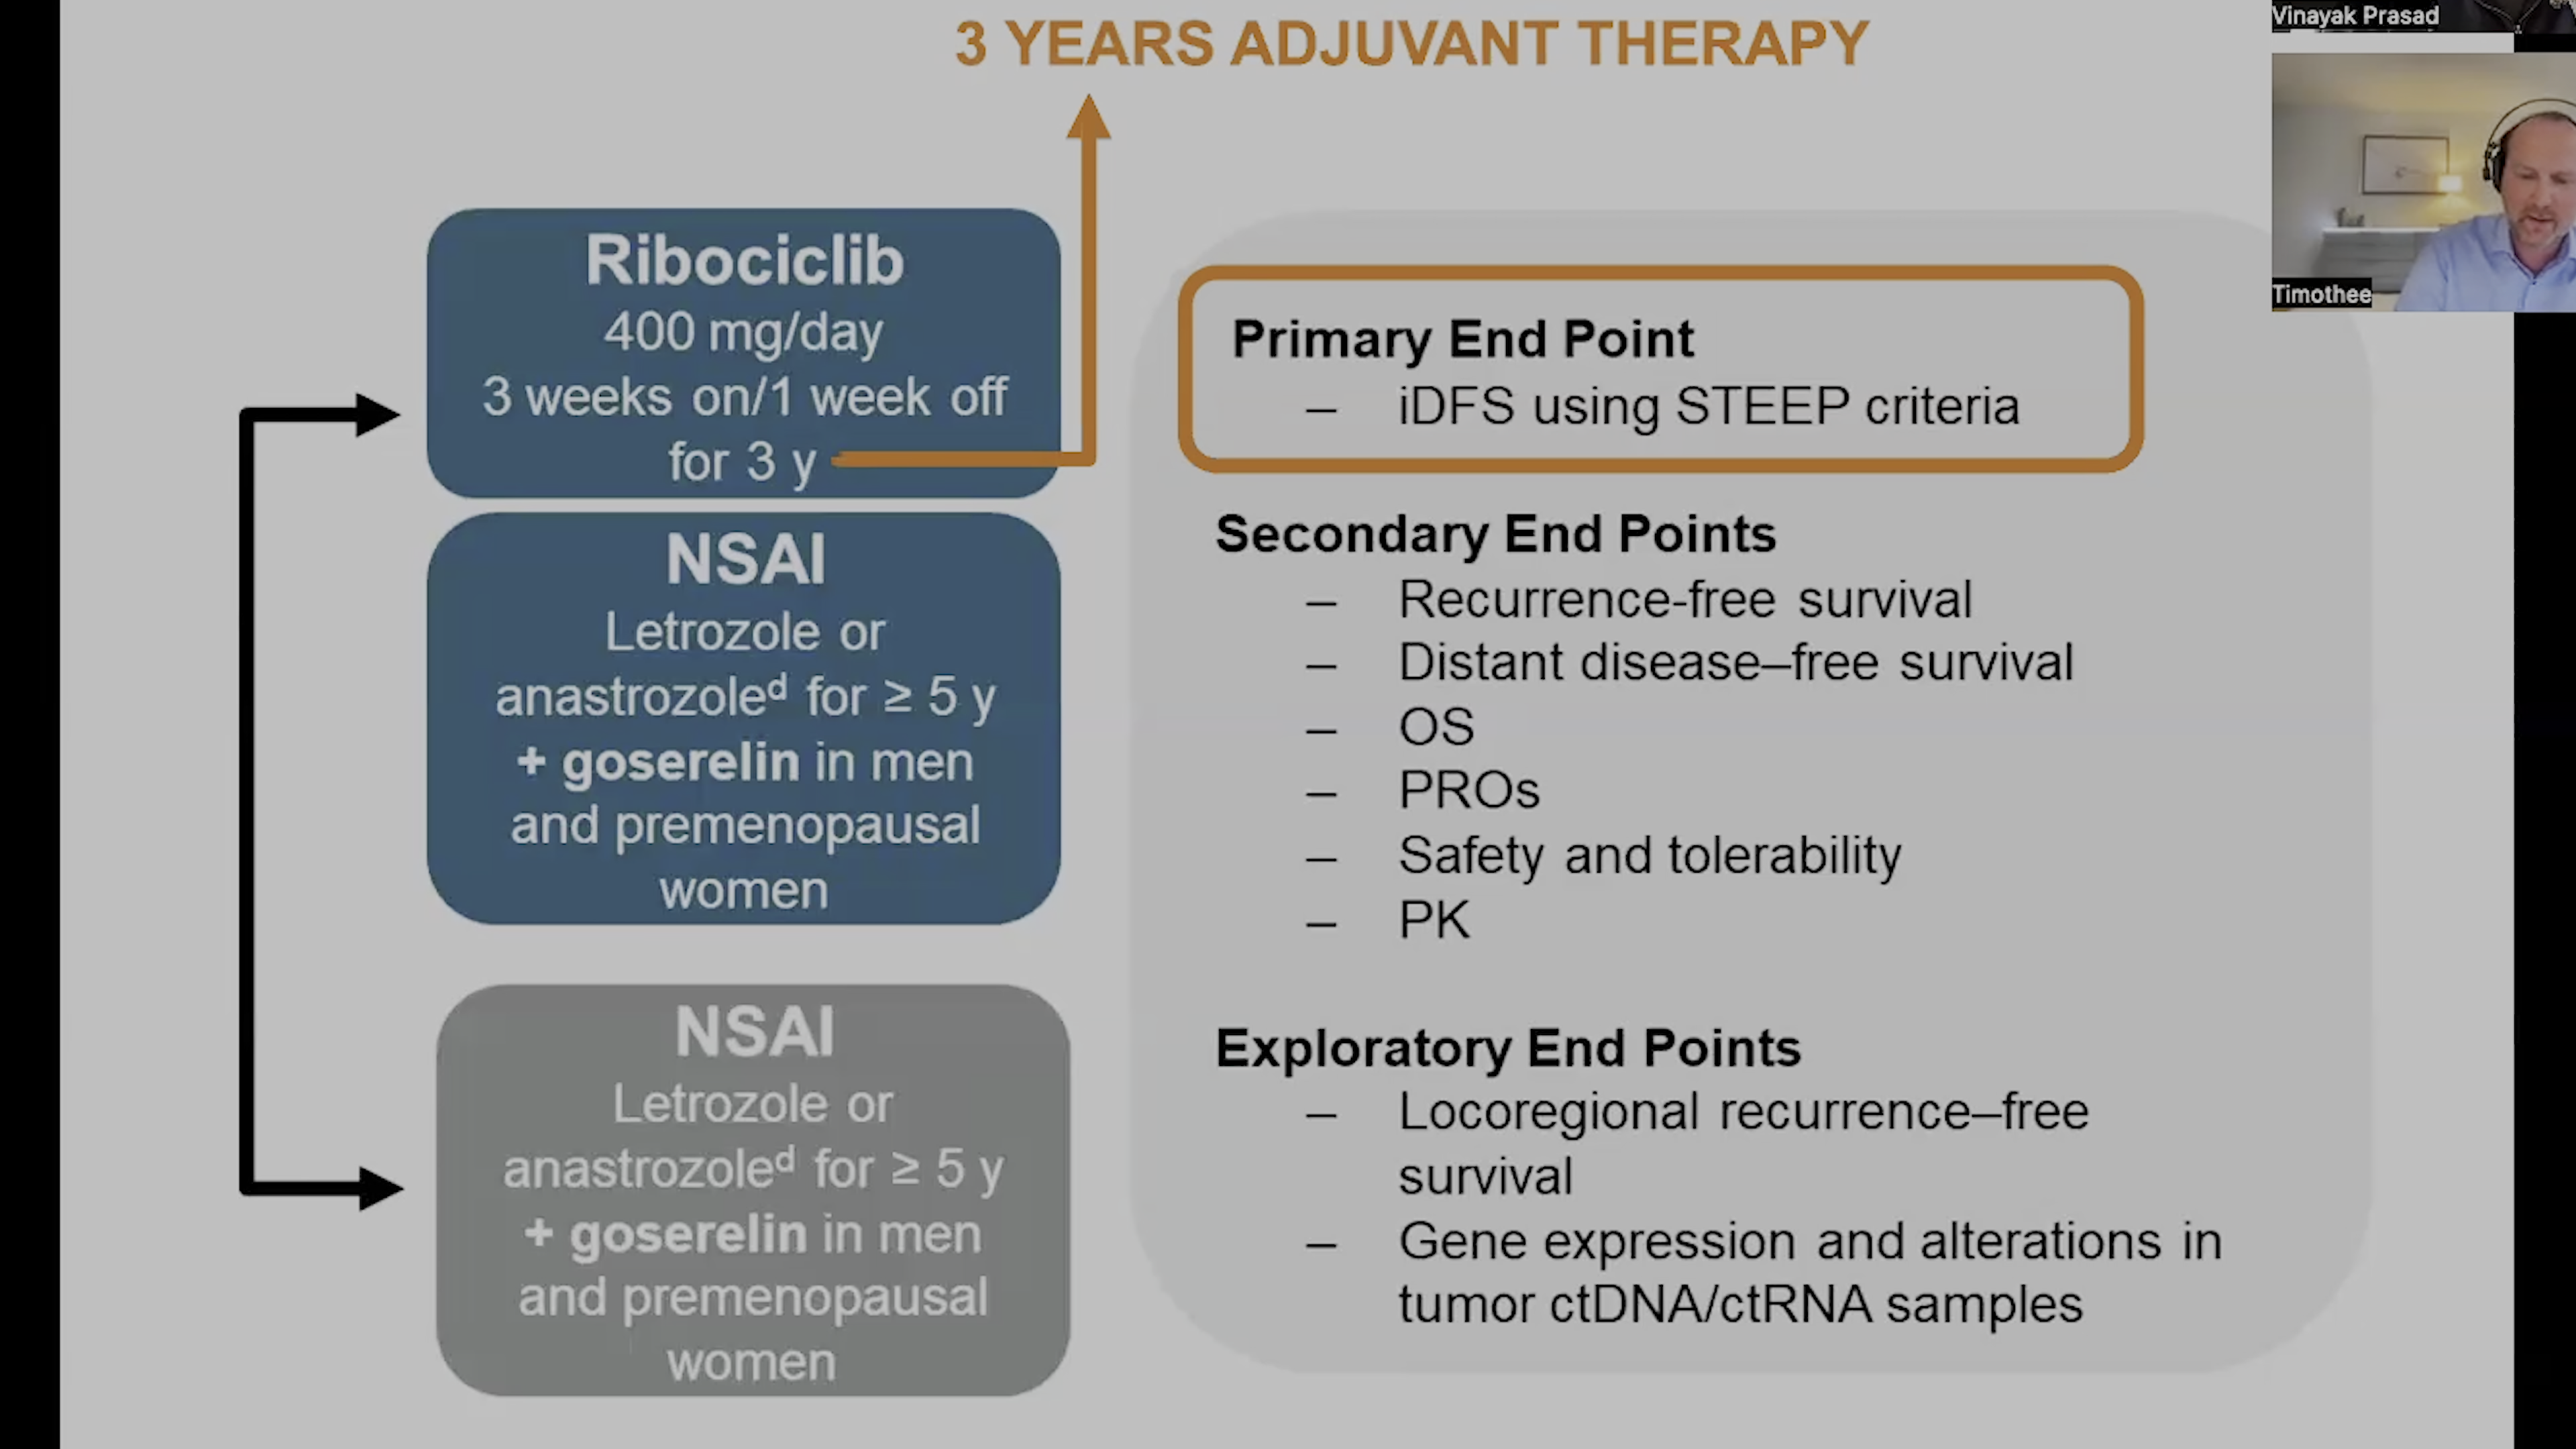 3 YEARS ADJUVANT THERAPY
Vinayak Prasad
Timothee
Ribociclib
400 mg/day
3 weeks on/1 week off
for 3 y
NSAI
Letrozole or
anastrozoleᵈ for ≥ 5 y
+ goserelin in men
and premenopausal
women
NSAI
Letrozole or
anastrozoleᵈ for ≥ 5 y
+ goserelin in men
and premenopausal
women
Primary End Point
– iDFS using STEEP criteria
Secondary End Points
– Recurrence-free survival
– Distant disease–free survival
– OS
– PROs
– Safety and tolerability
– PK
Exploratory End Points
– Locoregional recurrence–free
survival
– Gene expression and alterations in
tumor ctDNA/ctRNA samples